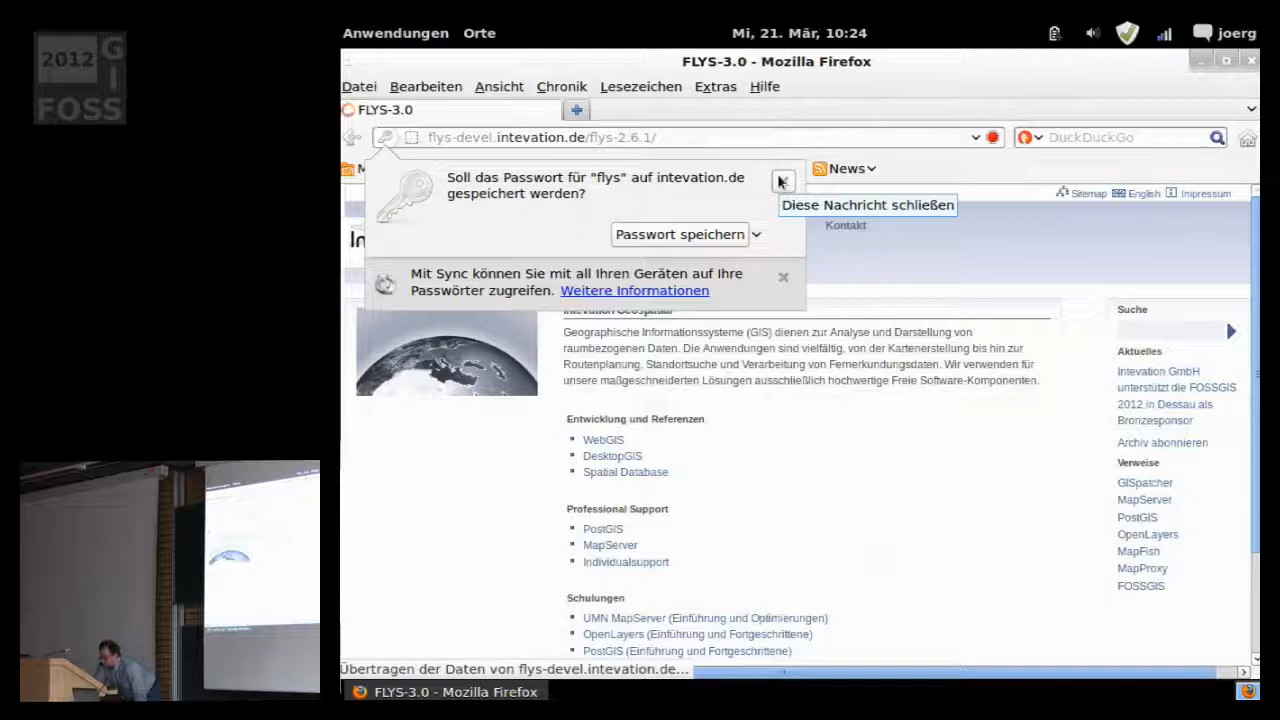 2012
GI
FOSS
Anwendungen Orte
Mi, 21. Mär, 10:24
joerg
FLYS-3.0 - Mozilla Firefox
Datei Bearbeiten Ansicht Chronik Lesezeichen Extras Hilfe
FLYS-3.0
flys-devel.intevation.de/flys-2.6.1/
DuckDuckGo
M
News
Soll das Passwort für "flys" auf intevation.de
gespeichert werden?
Diese Nachricht schließen
Passwort speichern
Mit Sync können Sie mit all Ihren Geräten auf Ihre
Passwörter zugreifen. Weitere Informationen
Sitemap English Impressum
In
Kontakt
Intevation Geospatial
Geographische Informationssysteme (GIS) dienen zur Analyse und Darstellung von
raumbezogenen Daten. Die Anwendungen sind vielfältig, von der Kartenerstellung bis hin zur
Routenplanung, Standortsuche und Verarbeitung von Fernerkundungsdaten. Wir verwenden für
unsere maßgeschneiderten Lösungen ausschließlich hochwertige Freie Software-Komponenten.
Entwicklung und Referenzen
WebGIS
DesktopGIS
Spatial Database
Professional Support
PostGIS
MapServer
Individualsupport
Schulungen
UMN MapServer (Einführung und Optimierungen)
OpenLayers (Einführung und Fortgeschrittene)
PostGIS (Einführung und Fortgeschrittene)
Suche
Aktuelles
Intevation GmbH
unterstützt die FOSSGIS
2012 in Dessau als
Bronzesponsor
Archiv abonnieren
Verweise
GISpatcher
MapServer
PostGIS
OpenLayers
MapFish
MapProxy
FOSSGIS
Übertragen der Daten von flys-devel.intevation.de...
FLYS-3.0 - Mozilla Firefox